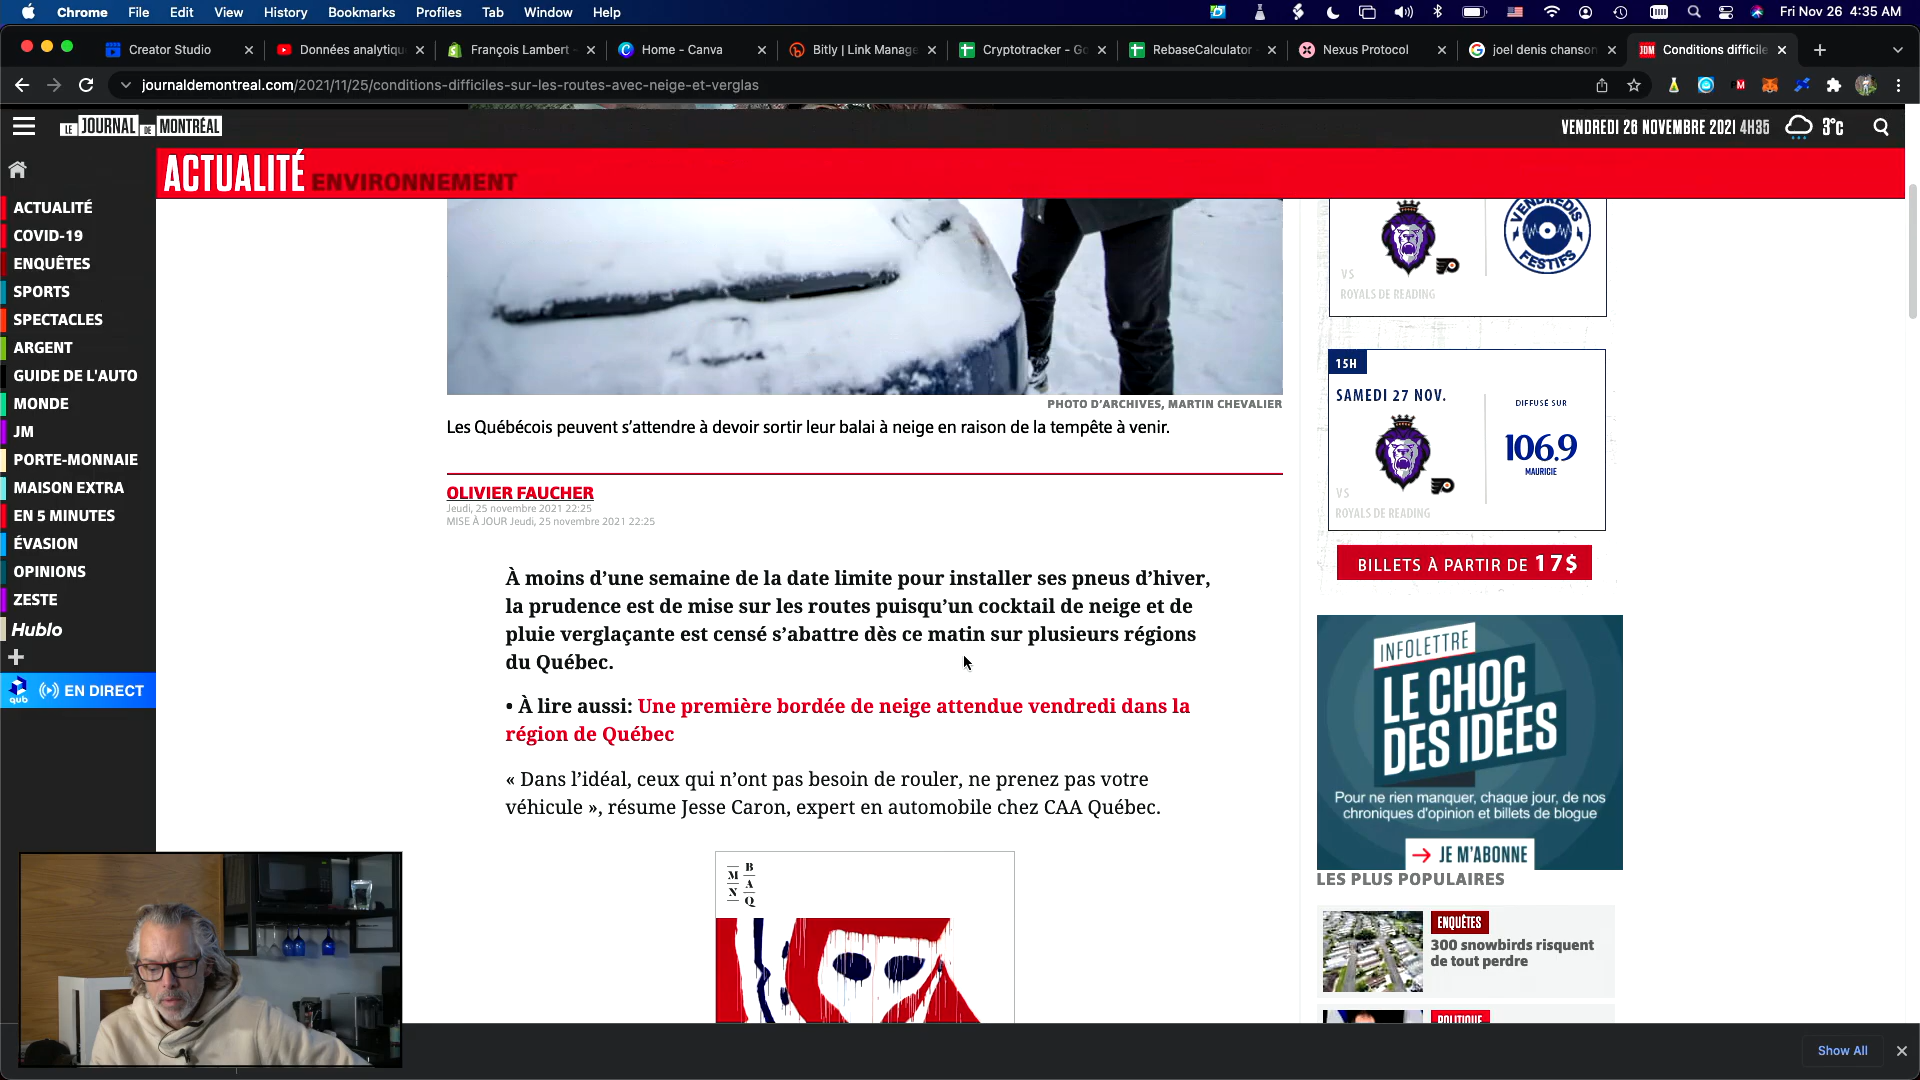 Chrome File Edit View History Bookmarks Profiles Tab Window Help
Fri Nov 26 4:35 AM
Creator Studio
Données analytiqu
François Lambert -
Home - Canva
Bitly | Link Manage
Cryptotracker - Go
RebaseCalculator
Nexus Protocol
joel denis chanson
Conditions difficile
journaldemontreal.com/2021/11/25/conditions-difficiles-sur-les-routes-avec-neige-et-verglas
LE JOURNAL DE MONTRÉAL
VENDREDI 26 NOVEMBRE 2021 4H35
3°C
ACTUALITÉ ENVIRONNEMENT
ACTUALITÉ
COVID-19
ENQUÊTES
SPORTS
SPECTACLES
ARGENT
GUIDE DE L'AUTO
MONDE
JM
PORTE-MONNAIE
MAISON EXTRA
EN 5 MINUTES
ÉVASION
OPINIONS
ZESTE
Hublo
qub EN DIRECT
PHOTO D'ARCHIVES, MARTIN CHEVALIER
Les Québécois peuvent s’attendre à devoir sortir leur balai à neige en raison de la tempête à venir.
OLIVIER FAUCHER
Jeudi, 25 novembre 2021 22:25
MISE À JOUR Jeudi, 25 novembre 2021 22:25
À moins d’une semaine de la date limite pour installer ses pneus d’hiver,
la prudence est de mise sur les routes puisqu’un cocktail de neige et de
pluie verglaçante est censé s’abattre dès ce matin sur plusieurs régions
du Québec.
• À lire aussi: Une première bordée de neige attendue vendredi dans la
région de Québec
« Dans l’idéal, ceux qui n’ont pas besoin de rouler, ne prenez pas votre
véhicule », résume Jesse Caron, expert en automobile chez CAA Québec.
MNBAQ
VS
ROYALS DE READING
VENDREDIS
FESTIFS
15H
SAMEDI 27 NOV.
DIFFUSÉ SUR
106.9
MAURICIE
VS
ROYALS DE READING
BILLETS À PARTIR DE 17$
INFOLETTRE
LE CHOC
DES IDÉES
Pour ne rien manquer, chaque jour, de nos
chroniques d'opinion et billets de blogue
JE M'ABONNE
LES PLUS POPULAIRES
ENQUÊTES
300 snowbirds risquent
de tout perdre
POLITIQUE
Show All